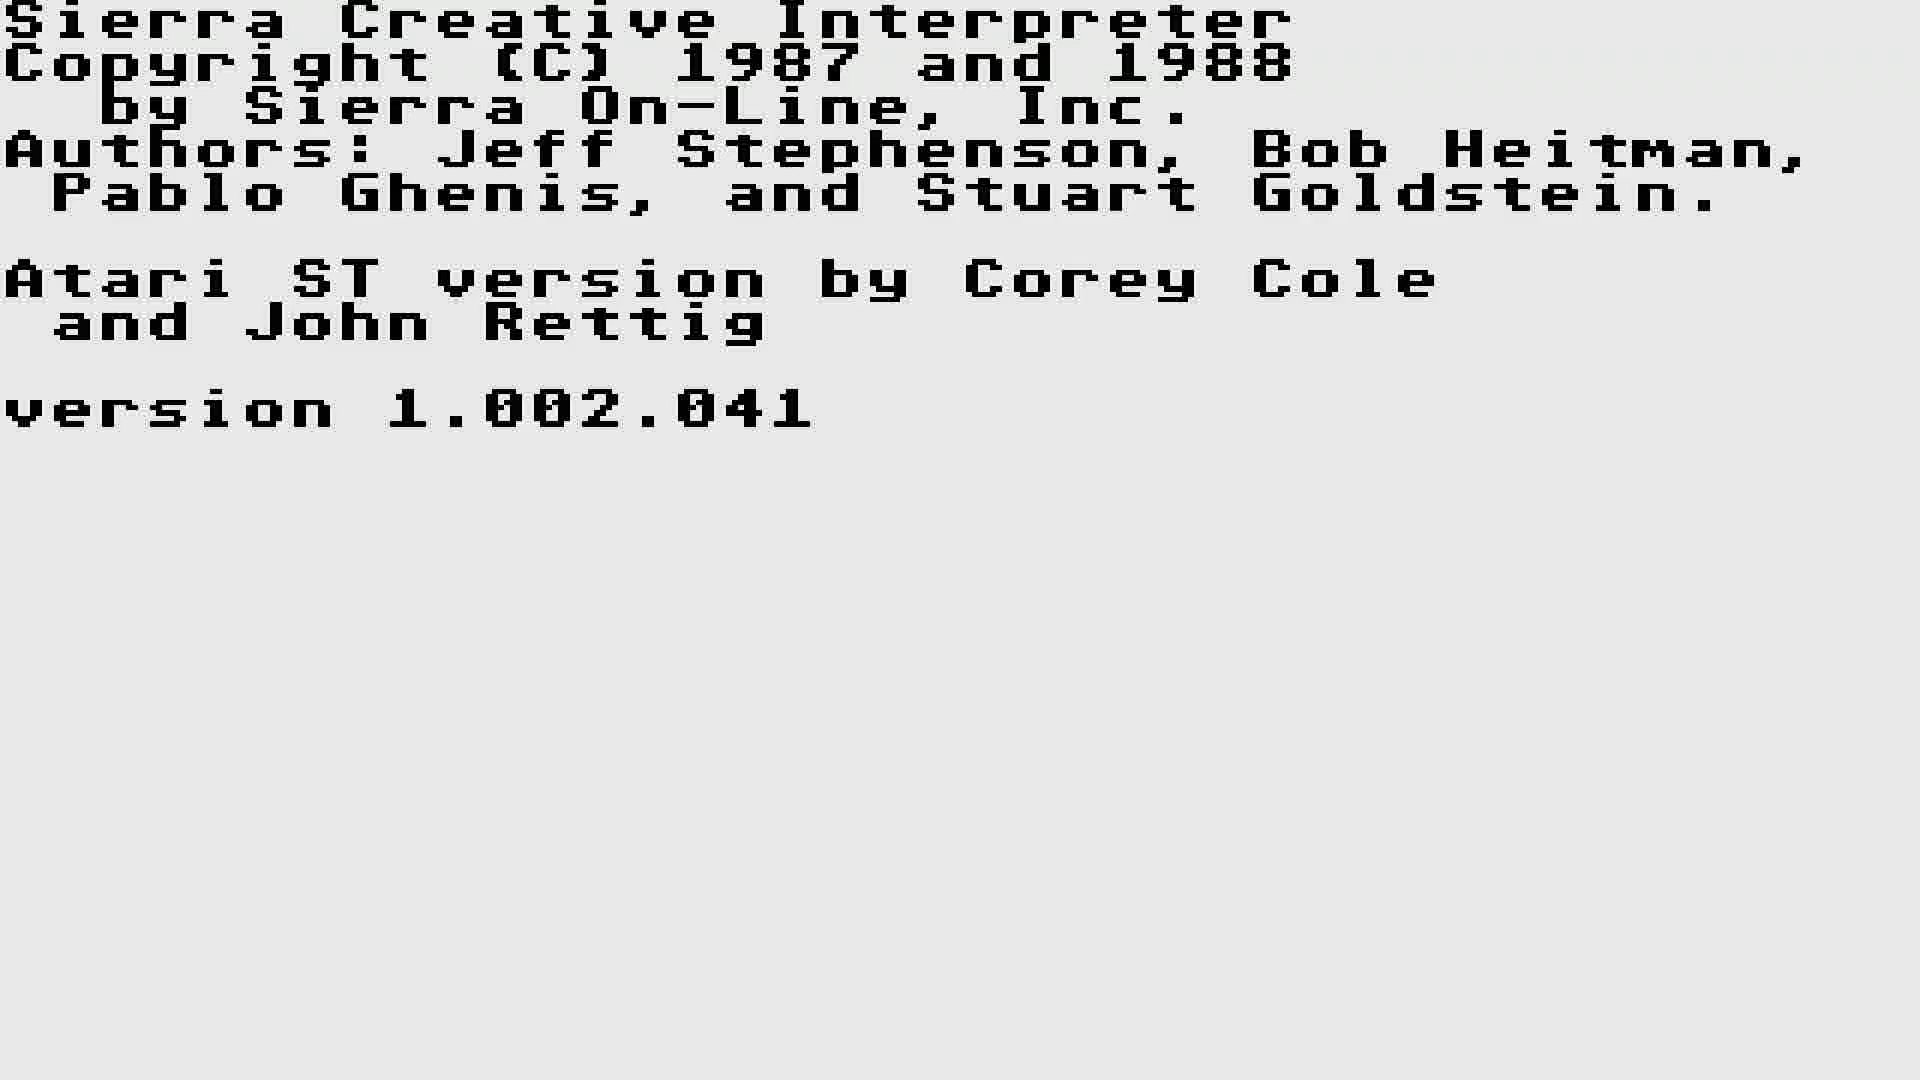 Sierra Creative Interpreter
Copyright (C) 1987 and 1988
by Sierra On-Line, Inc.
Authors: Jeff Stephenson, Bob Heitman,
Pablo Ghenis, and Stuart Goldstein.
Atari ST version by Corey Cole
and John Rettig
version 1.002.041